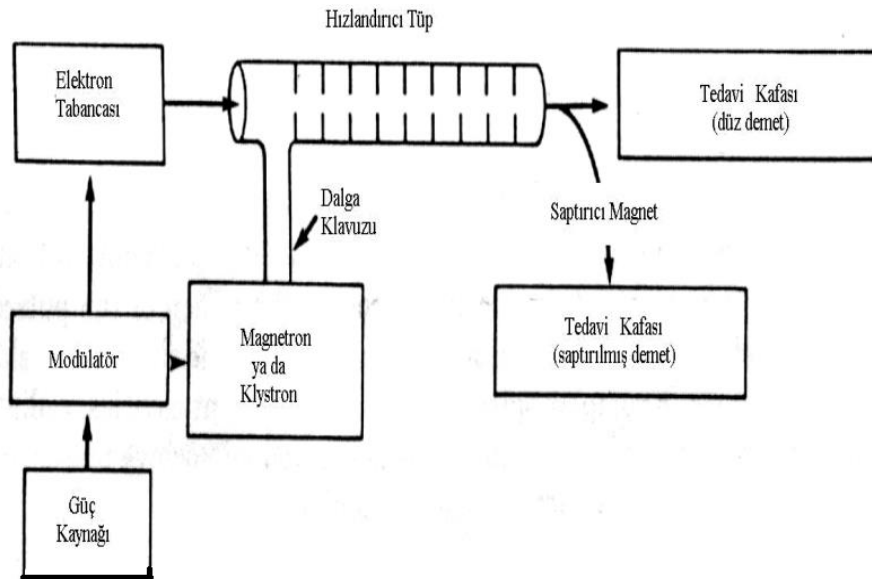 Hızlandırıcı Tüp
Elektron
Tabancası
Tedavi Kafası
(düz demet)
Dalga
Klavuzu
Saptırıcı Magnet
Tedavi Kafası
(saptırılmış demet)
Modülatör
Magnetron
ya da
Klystron
Güç
Kaynağı